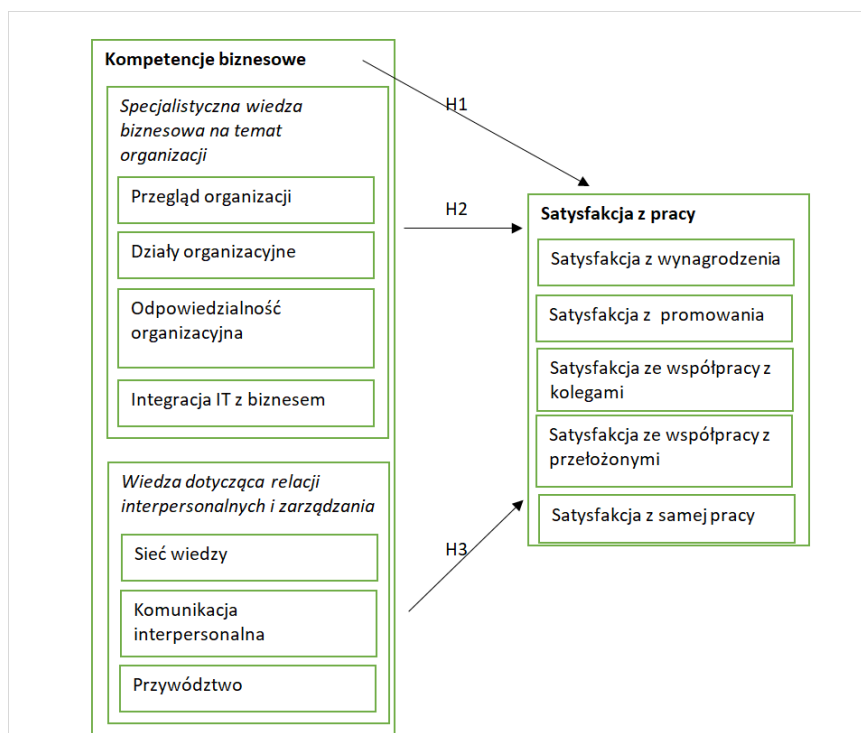 Kompetencje biznesowe
Specjalistyczna wiedza
biznesowa na temat
organizacji
Przegląd organizacji
Działy organizacyjne
Odpowiedzialność
organizacyjna
Integracja IT z biznesem
Wiedza dotycząca relacji
interpersonalnych i zarządzania
Sieć wiedzy
Komunikacja
interpersonalna
Przywództwo
H1
H2
H3
Satysfakcja z pracy
Satysfakcja z wynagrodzenia
Satysfakcja z promowania
Satysfakcja ze współpracy z
kolegami
Satysfakcja ze współpracy z
przełożonymi
Satysfakcja z samej pracy